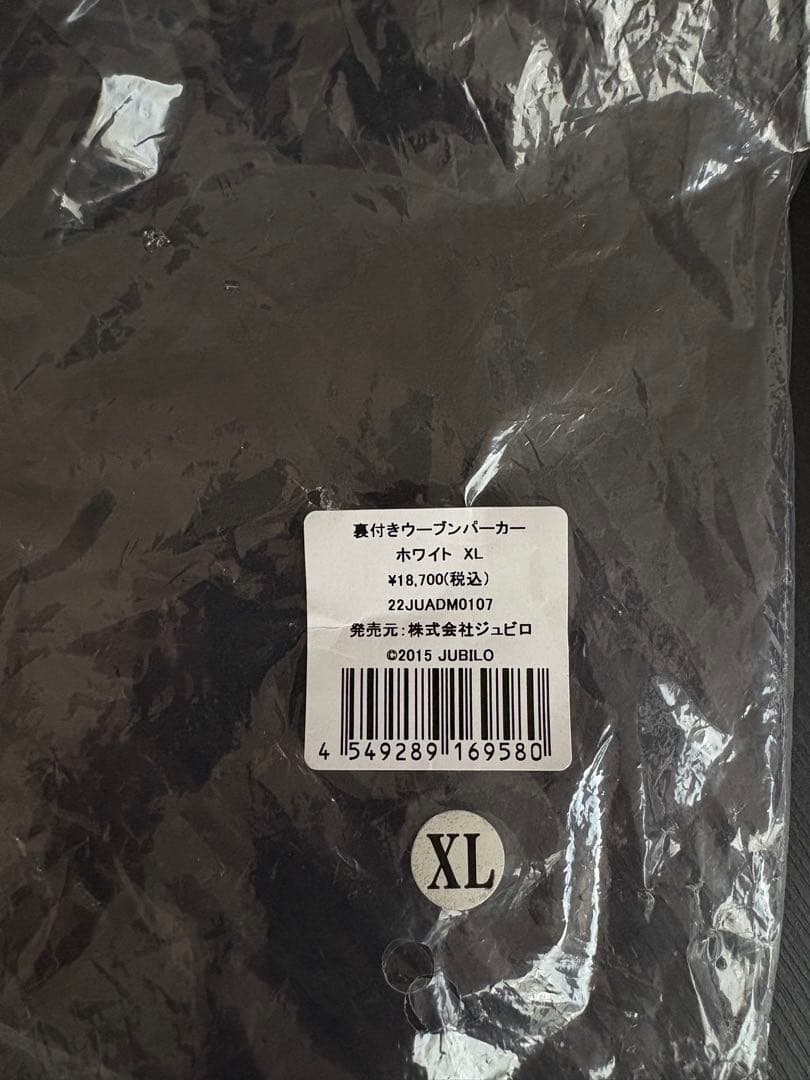 裏付きウーブンパーカー
ホワイト XL
¥18,700(税込)
22JUADM0107
発売元:株式会社ジュビロ
©2015 JUBILO
4 549289 169580
XL